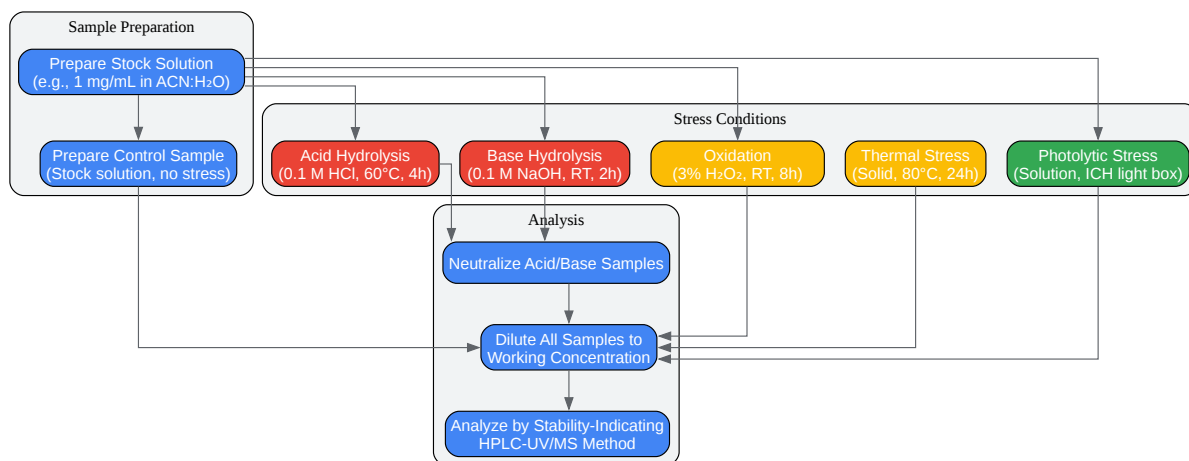 Sample Preparation
Prepare Stock Solution
(e.g., 1 mg/mL in ACN:H₂O)
Prepare Control Sample
(Stock solution, no stress)
Stress Conditions
Acid Hydrolysis
(0.1 M HCl, 60°C, 4h)
Base Hydrolysis
(0.1 M NaOH, RT, 2h)
Oxidation
(3% H₂O₂, RT, 8h)
Thermal Stress
(Solid, 80°C, 24h)
Photolytic Stress
(Solution, ICH light box)
Analysis
Neutralize Acid/Base Samples
Dilute All Samples to
Working Concentration
Analyze by Stability-Indicating
HPLC-UV/MS Method